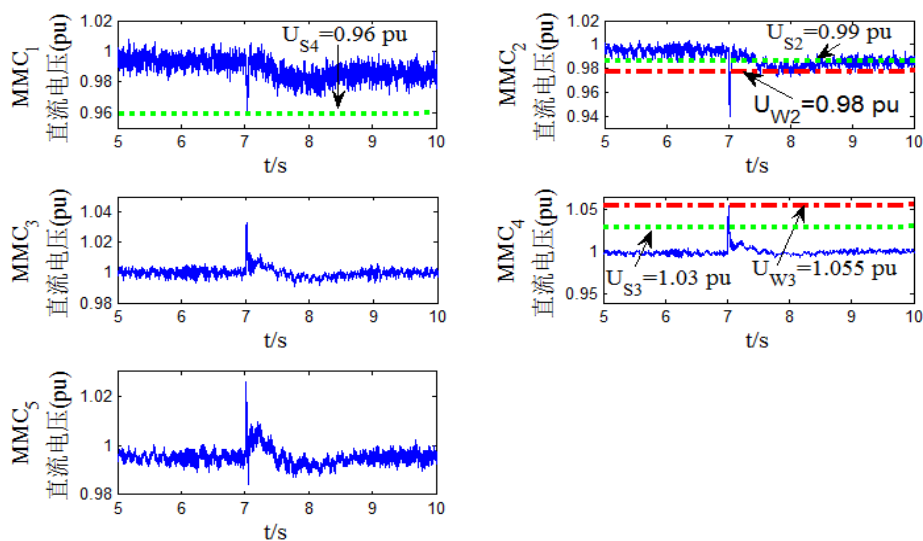 MMC1
直流电压(pu)
1.02
1
0.98
0.96
5 6 7 8 9 10
t/s
US4=0.96 pu
MMC2
直流电压(pu)
1.02
1
0.98
0.96
0.94
5 6 7 8 9 10
t/s
US2=0.99 pu
UW2=0.98 pu
MMC3
直流电压(pu)
1.04
1.02
1
0.98
5 6 7 8 9 10
t/s
MMC4
直流电压(pu)
1.05
1
0.95
5 6 7 8 9 10
t/s
US3=1.03 pu
UW3=1.055 pu
MMC5
直流电压(pu)
1.02
1
0.98
5 6 7 8 9 10
t/s